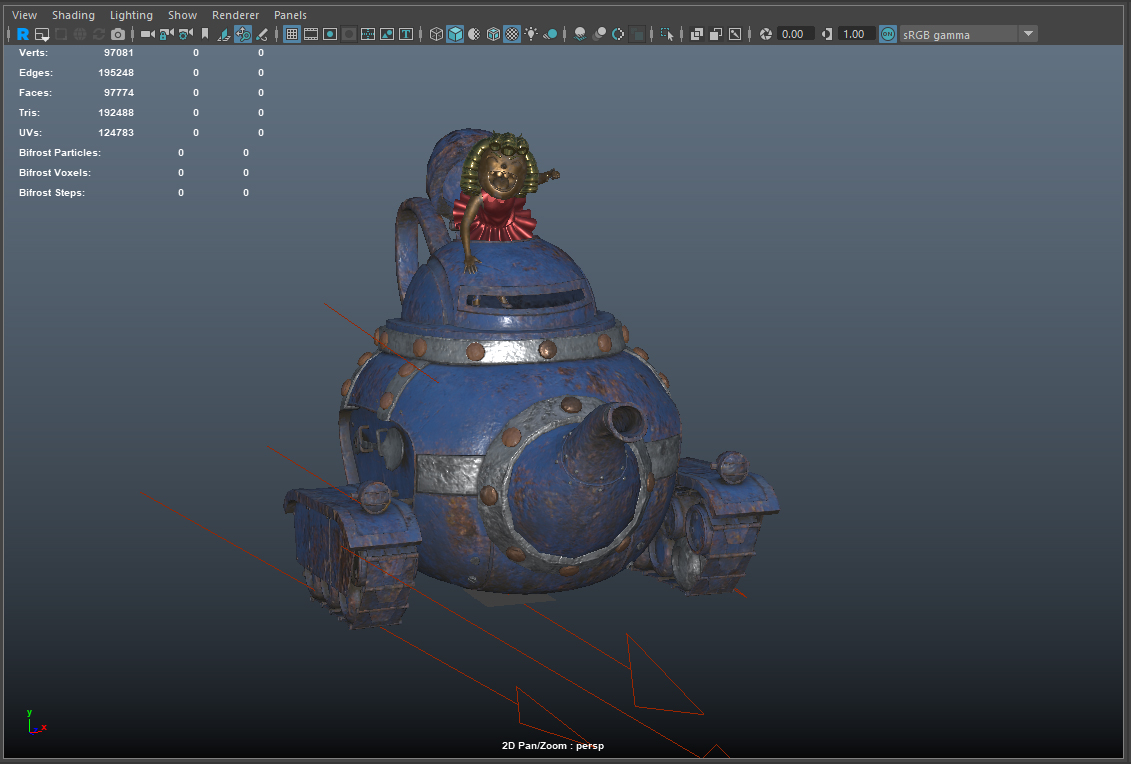 View Shading Lighting Show Renderer Panels
R 0.00 1.00 ON sRGB gamma
Verts: 97081 0 0
Edges: 195248 0 0
Faces: 97774 0 0
Tris: 192488 0 0
UVs: 124783 0 0
Bifrost Particles: 0 0
Bifrost Voxels: 0 0
Bifrost Steps: 0 0
y
x
2D Pan/Zoom : persp